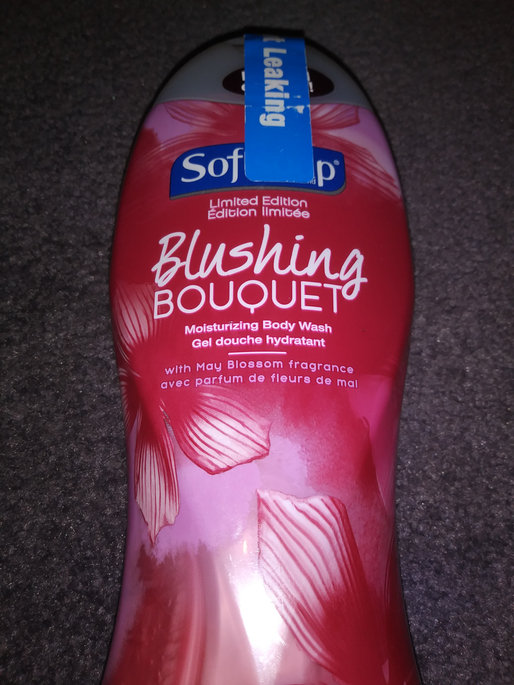 Leaking
Limited Edition
Édition limitée
Blushing
BOUQUET
Moisturizing Body Wash
Gel douche hydratant
with May Blossom fragrance
avec parfum de fleurs de mai